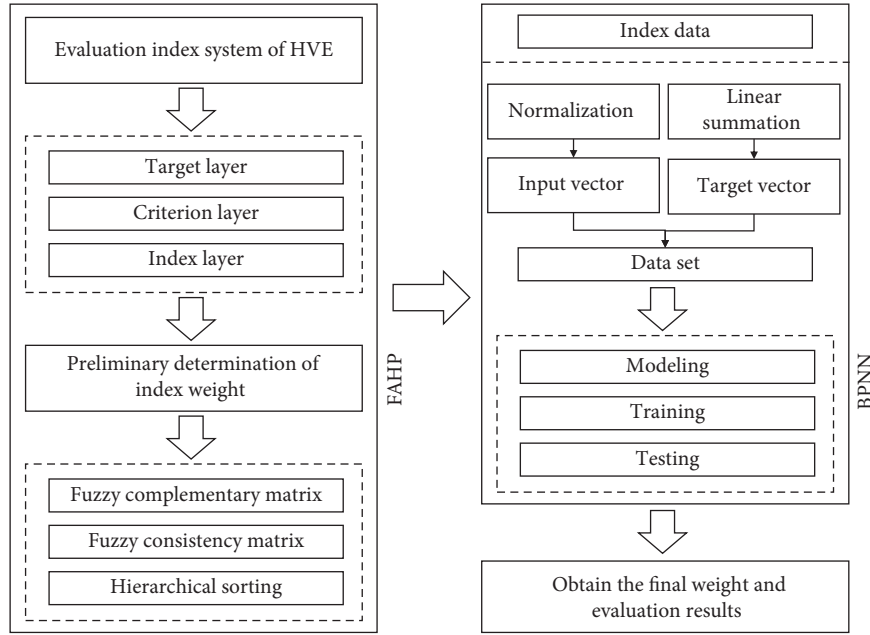 Evaluation index system of HVE
Target layer
Criterion layer
Index layer
Preliminary determination of
index weight
Fuzzy complementary matrix
Fuzzy consistency matrix
Hierarchical sorting
FAHP
Index data
Normalization
Linear
summation
Input vector
Target vector
Data set
Modeling
Training
Testing
BPNN
Obtain the final weight and
evaluation results